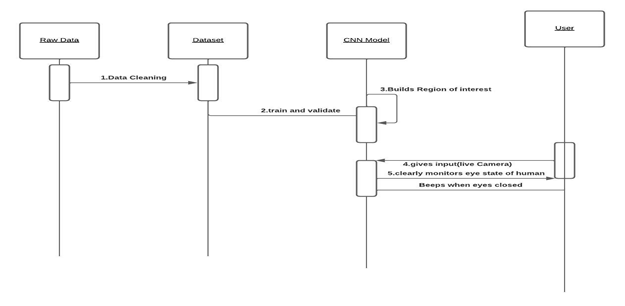 Raw Data
Dataset
CNN Model
User
1.Data Cleaning
3.Builds Region of interest
2.train and validate
4.gives input(live Camera)
5.clearly monitors eye state of human
Beeps when eyes closed